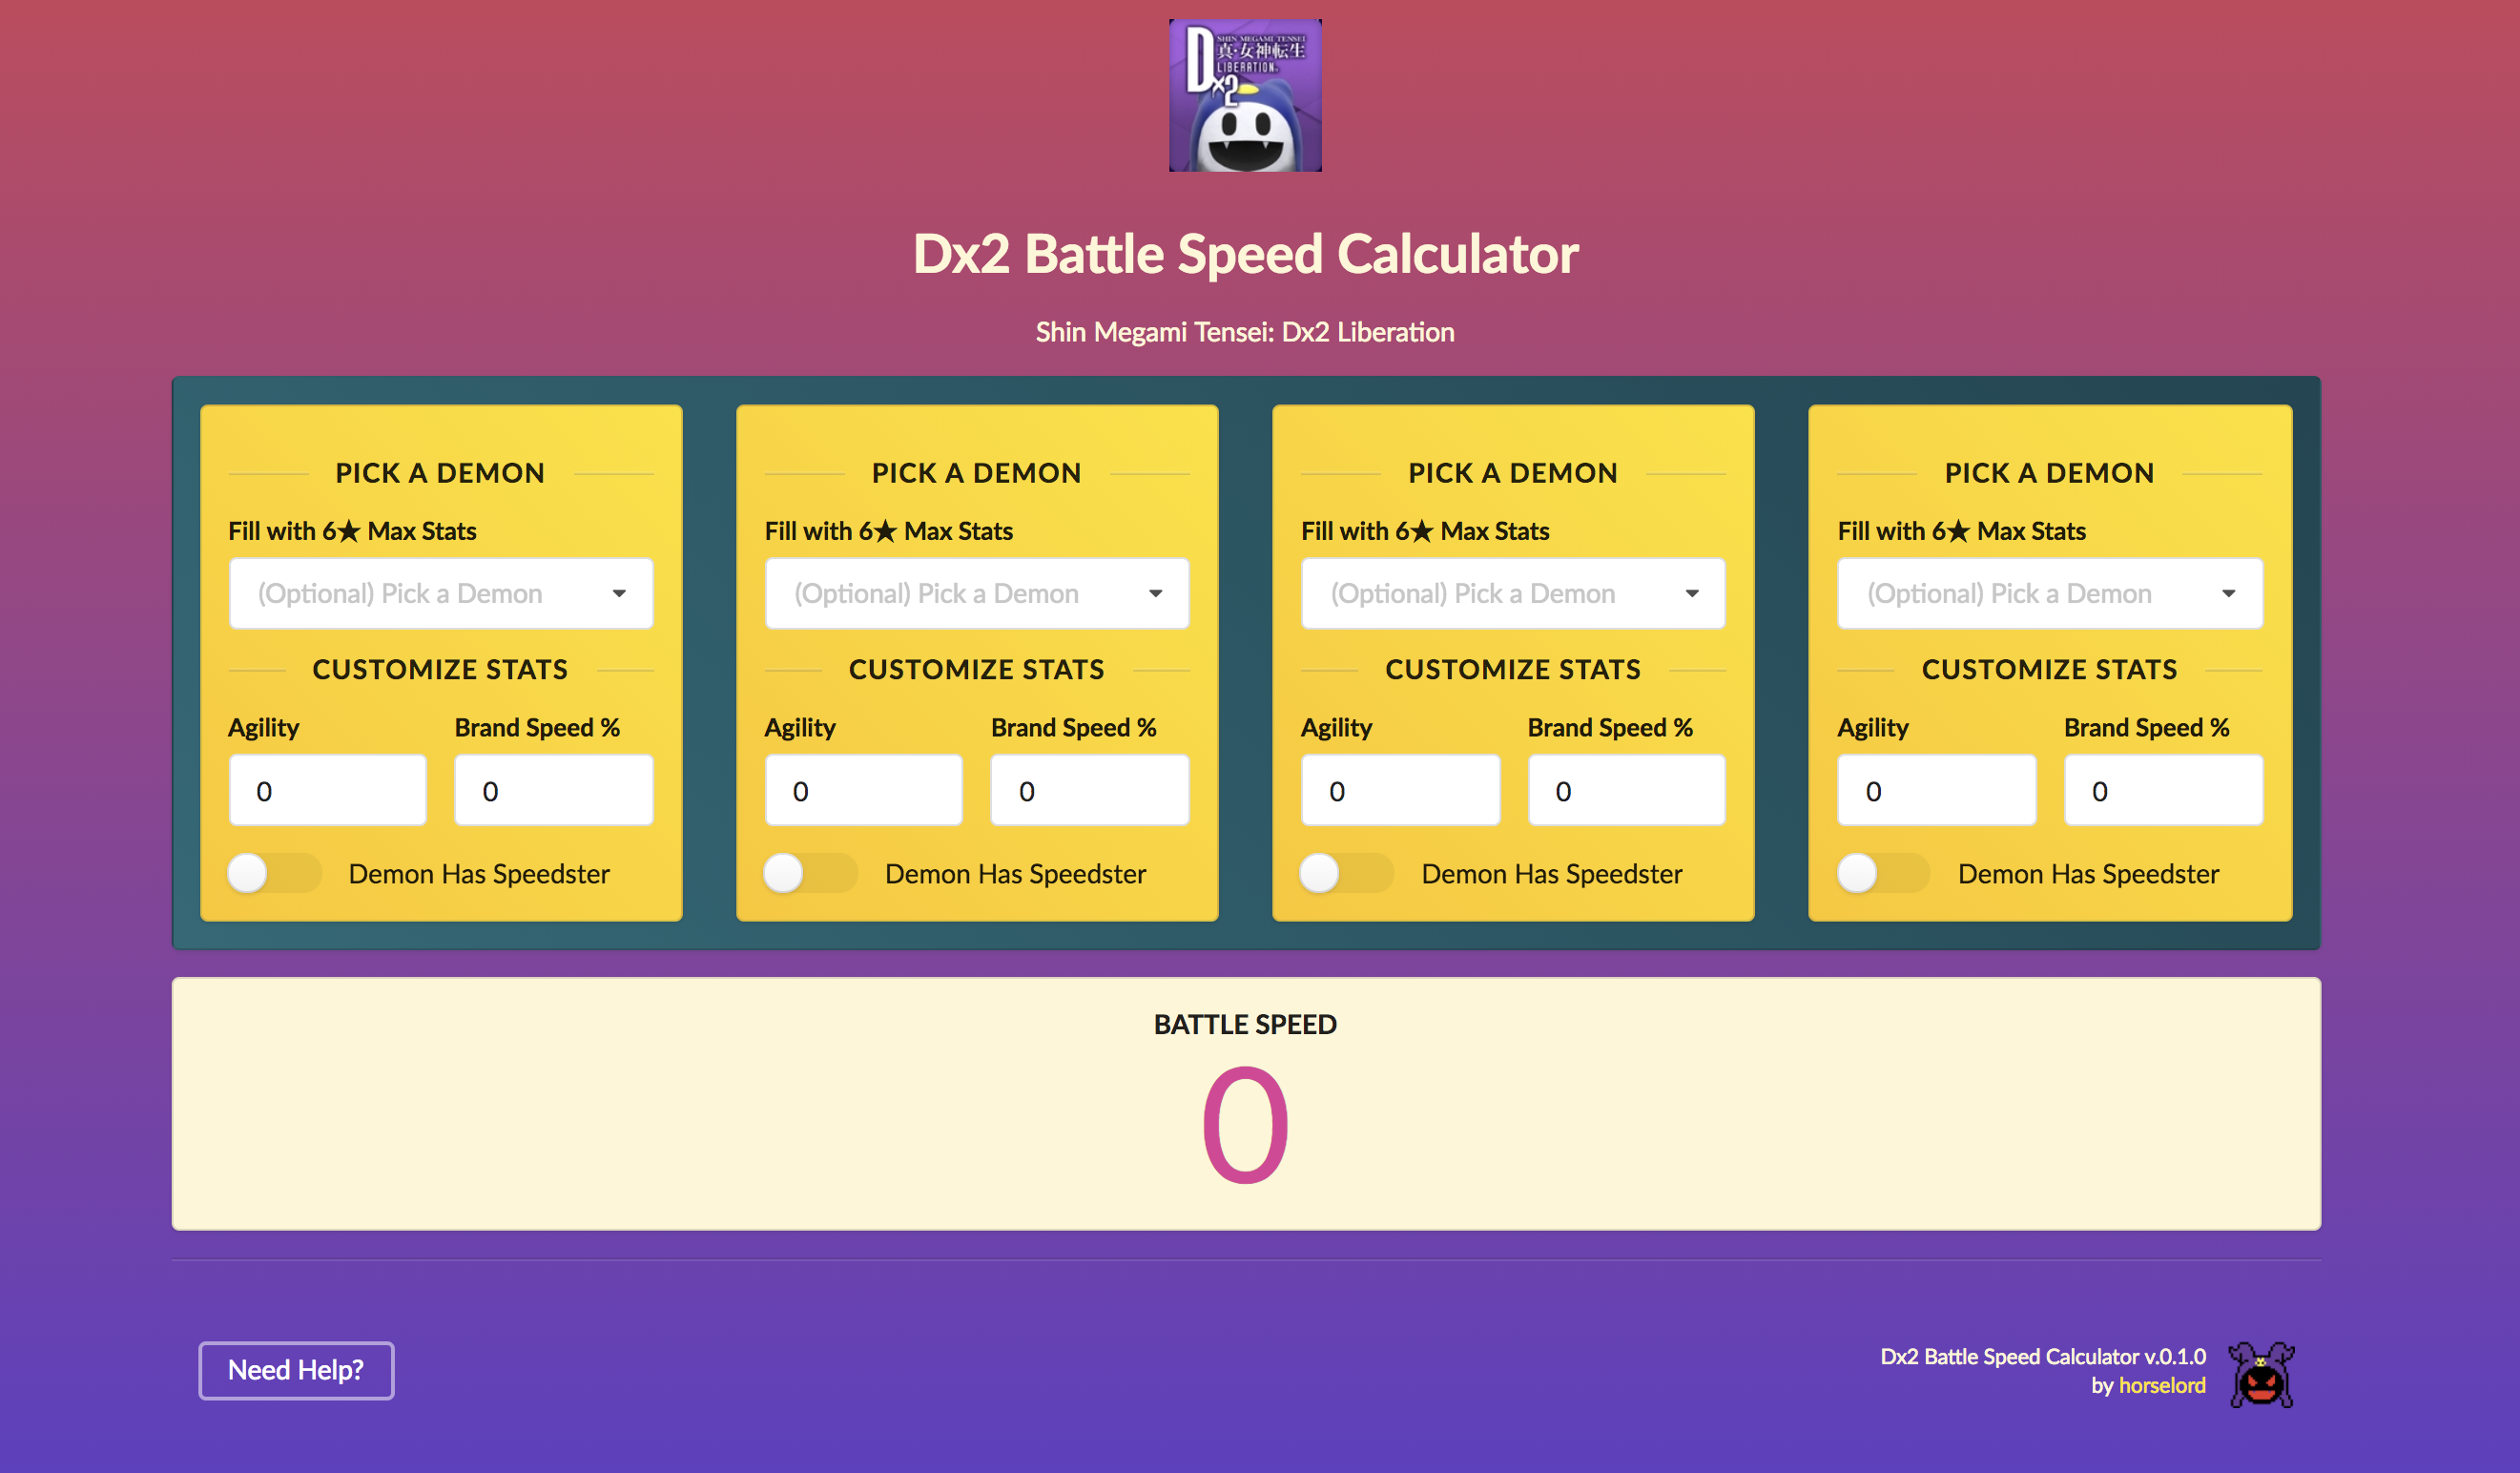 D SHIN MEGAMI TENSEI
真・女神転生
LIBERATION
x2
Dx2 Battle Speed Calculator
Shin Megami Tensei: Dx2 Liberation
PICK A DEMON
Fill with 6★ Max Stats
(Optional) Pick a Demon
CUSTOMIZE STATS
Agility Brand Speed %
0 0
Demon Has Speedster
PICK A DEMON
Fill with 6★ Max Stats
(Optional) Pick a Demon
CUSTOMIZE STATS
Agility Brand Speed %
0 0
Demon Has Speedster
PICK A DEMON
Fill with 6★ Max Stats
(Optional) Pick a Demon
CUSTOMIZE STATS
Agility Brand Speed %
0 0
Demon Has Speedster
PICK A DEMON
Fill with 6★ Max Stats
(Optional) Pick a Demon
CUSTOMIZE STATS
Agility Brand Speed %
0 0
Demon Has Speedster
BATTLE SPEED
0
Need Help?
Dx2 Battle Speed Calculator v.0.1.0
by horselord